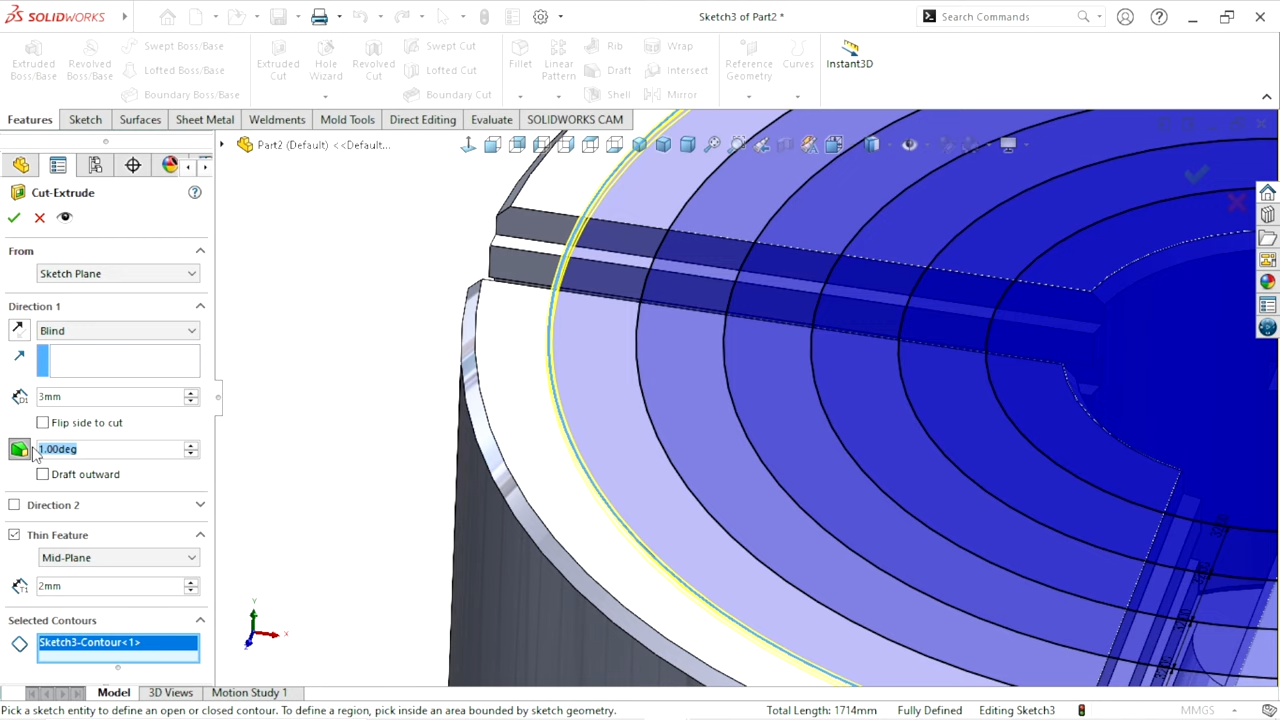 SOLIDWORKS
Sketch3 of Part2 *
Search Commands
Extruded Boss/Base
Revolved Boss/Base
Swept Boss/Base
Lofted Boss/Base
Boundary Boss/Base
Extruded Cut
Hole Wizard
Revolved Cut
Swept Cut
Lofted Cut
Boundary Cut
Fillet
Linear Pattern
Rib
Draft
Shell
Wrap
Intersect
Mirror
Reference Geometry
Curves
Instant3D
Features
Sketch
Surfaces
Sheet Metal
Weldments
Mold Tools
Direct Editing
Evaluate
SOLIDWORKS CAM
Part2 (Default) <<Default...
Cut-Extrude
From
Sketch Plane
Direction 1
Blind
D1
3mm
Flip side to cut
1.00deg
Draft outward
Direction 2
Thin Feature
Mid-Plane
T1
2mm
Selected Contours
Sketch3-Contour<1>
Y
X
Z
Model
3D Views
Motion Study 1
Pick a sketch entity to define an open or closed contour. To define a region, pick inside an area bounded by sketch geometry.
Total Length: 1714mm
Fully Defined
Editing Sketch3
MMGS